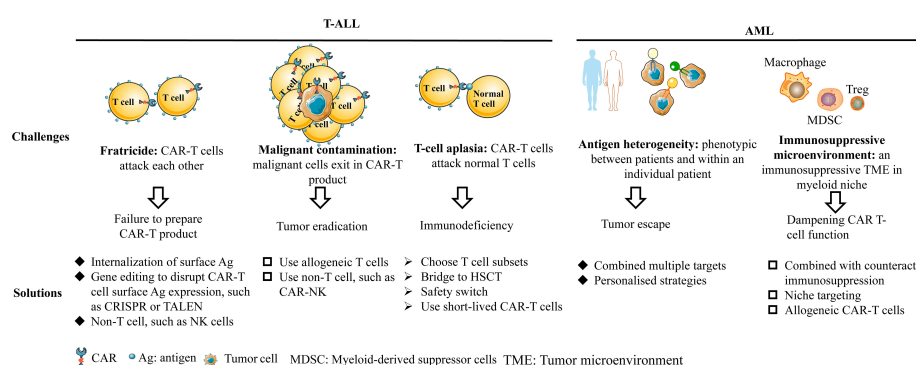 T-ALL
AML
T cell
T cell
T cell
T cell
T cell
T cell
T cell
Normal
T cell
Macrophage
Treg
MDSC
Challenges
Fratricide: CAR-T cells
attack each other
Malignant contamination:
malignant cells exit in CAR-T
product
T-cell aplasia: CAR-T cells
attack normal T cells
Antigen heterogeneity: phenotypic
between patients and within an
individual patient
Immunosuppressive
microenvironment: an
immunosuppressive TME in
myeloid niche
Failure to prepare
CAR-T product
Tumor eradication
Immunodeficiency
Tumor escape
Dampening CAR T-
cell function
Solutions
Internalization of surface Ag
Gene editing to disrupt CAR-T
cell surface Ag expression, such
as CRISPR or TALEN
Non-T cell, such as NK cells
Use allogeneic T cells
Use non-T cell, such as
CAR-NK
Choose T cell subsets
Bridge to HSCT
Safety switch
Use short-lived CAR-T cells
Combined multiple targets
Personalised strategies
Combined with counteract
immunosuppression
Niche targeting
Allogeneic CAR-T cells
CAR
Ag: antigen
Tumor cell
MDSC: Myeloid-derived suppressor cells
TME: Tumor microenvironment